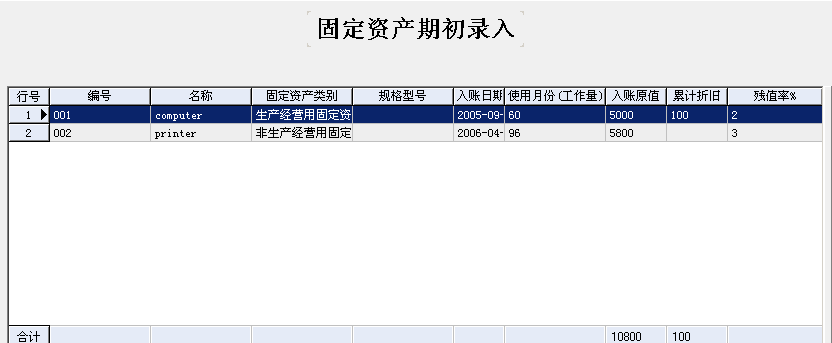 固定资产期初录入
行号 编号 名称 固定资产类别 规格型号 入账日期 使用月份(工作量) 入账原值 累计折旧 残值率%
1 001 computer 生产经营用固定资 2005-09- 60 5000 100 2
2 002 printer 非生产经营用固定 2006-04- 96 5800 3
合计 10800 100